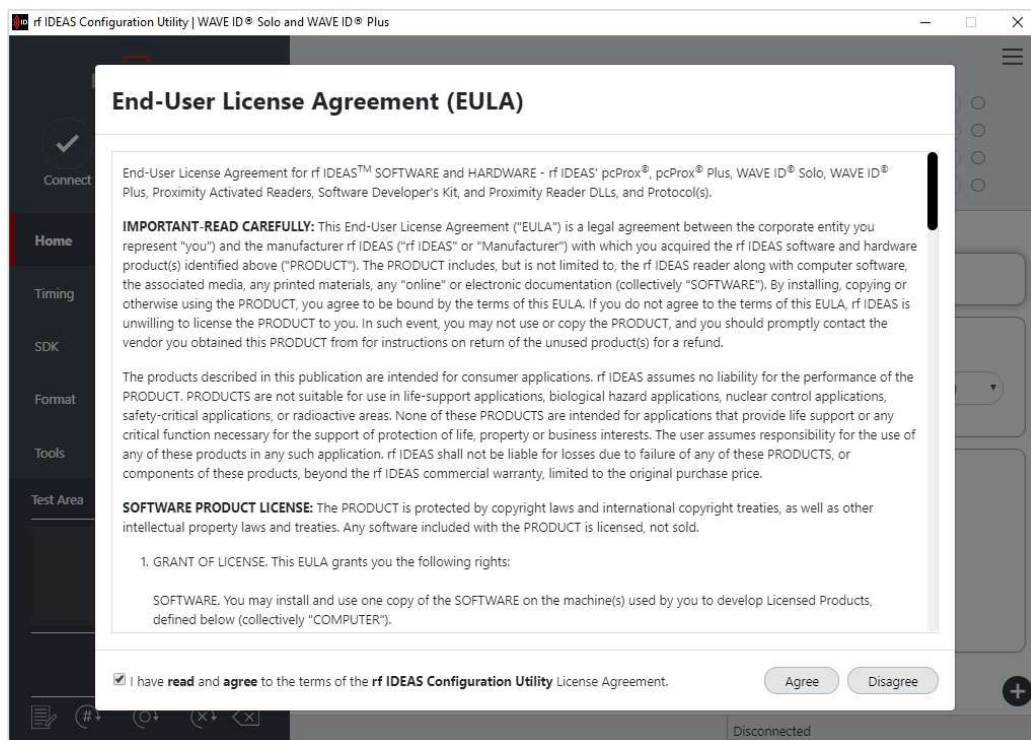 rf IDEAS Configuration Utility | WAVE ID® Solo and WAVE ID® Plus
Connect
Home
Timing
SDK
Format
Tools
Test Area
End-User License Agreement (EULA)
End-User License Agreement for rf IDEAS™ SOFTWARE and HARDWARE - rf IDEAS' pcProx®, pcProx® Plus, WAVE ID® Solo, WAVE ID®
Plus, Proximity Activated Readers, Software Developer's Kit, and Proximity Reader DLLs, and Protocol(s).
IMPORTANT-READ CAREFULLY: This End-User License Agreement ("EULA") is a legal agreement between the corporate entity you
represent "you") and the manufacturer rf IDEAS ("rf IDEAS" or "Manufacturer") with which you acquired the rf IDEAS software and hardware
product(s) identified above ("PRODUCT"). The PRODUCT includes, but is not limited to, the rf IDEAS reader along with computer software,
the associated media, any printed materials, any "online" or electronic documentation (collectively "SOFTWARE"). By installing, copying or
otherwise using the PRODUCT, you agree to be bound by the terms of this EULA. If you do not agree to the terms of this EULA, rf IDEAS is
unwilling to license the PRODUCT to you. In such event, you may not use or copy the PRODUCT, and you should promptly contact the
vendor you obtained this PRODUCT from for instructions on return of the unused product(s) for a refund.
The products described in this publication are intended for consumer applications. rf IDEAS assumes no liability for the performance of the
PRODUCT. PRODUCTS are not suitable for use in life-support applications, biological hazard applications, nuclear control applications,
safety-critical applications, or radioactive areas. None of these PRODUCTS are intended for applications that provide life support or any
critical function necessary for the support of protection of life, property or business interests. The user assumes responsibility for the use of
any of these products in any such application. rf IDEAS shall not be liable for losses due to failure of any of these PRODUCTS, or
components of these products, beyond the rf IDEAS commercial warranty, limited to the original purchase price.
SOFTWARE PRODUCT LICENSE: The PRODUCT is protected by copyright laws and international copyright treaties, as well as other
intellectual property laws and treaties. Any software included with the PRODUCT is licensed, not sold.
1. GRANT OF LICENSE. This EULA grants you the following rights:
SOFTWARE. You may install and use one copy of the SOFTWARE on the machine(s) used by you to develop Licensed Products,
defined below (collectively "COMPUTER").
I have read and agree to the terms of the rf IDEAS Configuration Utility License Agreement.
Agree
Disagree
Disconnected